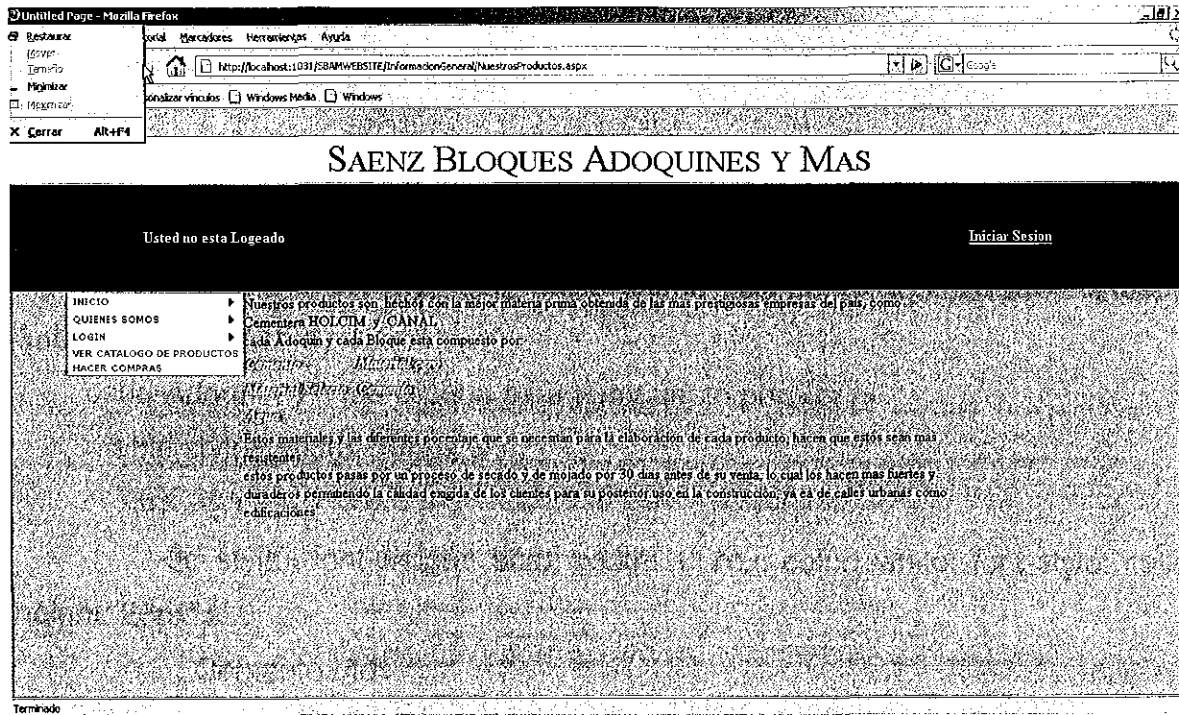 Untitled Page - Mozilla Firefox
Restaurar
Mover
Tamaño
Minimizar
Maximizar
Cerrar Alt+F4
Marcadores Herramientas Ayuda
http://localhost:1031/SBAMWEBSITE/InformacionGeneral/NuestrosProductos.aspx
Google
Windows Media Windows
SAENZ BLOQUES ADOQUINES Y MAS
Usted no esta Logeado
Iniciar Sesion
INICIO
QUIENES SOMOS
LOGIN
VER CATALOGO DE PRODUCTOS
HACER COMPRAS
Nuestros productos son hechos con la mejor materia prima obtenida de las mas prestigiosas empresas del pais, como
Cementera HOLCIM y CANAL
Cada Adoquin y cada Bloque esta compuesto por:
Estos materiales y las diferentes pocentaje que se necesitan para la elaboración de cada producto, hacen que estos sean mas
resistentes
estos productos pasas por un proceso de secado y de mojado por 30 dias antes de su venta, lo cual los hacen mas fuertes y
duraderos permitiendo la calidad exigida de los clientes para su posterior uso en la construccion, ya ea de calles urbanas como
edificaciones
Terminado